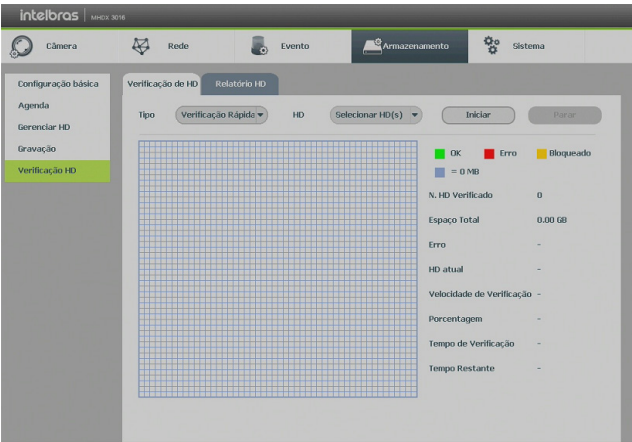 intelbras | MHDX 3016
Câmera Rede Evento Armazenamento Sistema
Configuração básica
Agenda
Gerenciar HD
Gravação
Verificação HD
Verificação de HD Relatório HD
Tipo Verificação Rápida HD Selecionar HD(s) Iniciar Parar
OK Erro Bloqueado
= 0 MB
N. HD Verificado 0
Espaço Total 0.00 GB
Erro -
HD atual -
Velocidade de Verificação -
Porcentagem -
Tempo de Verificação -
Tempo Restante -